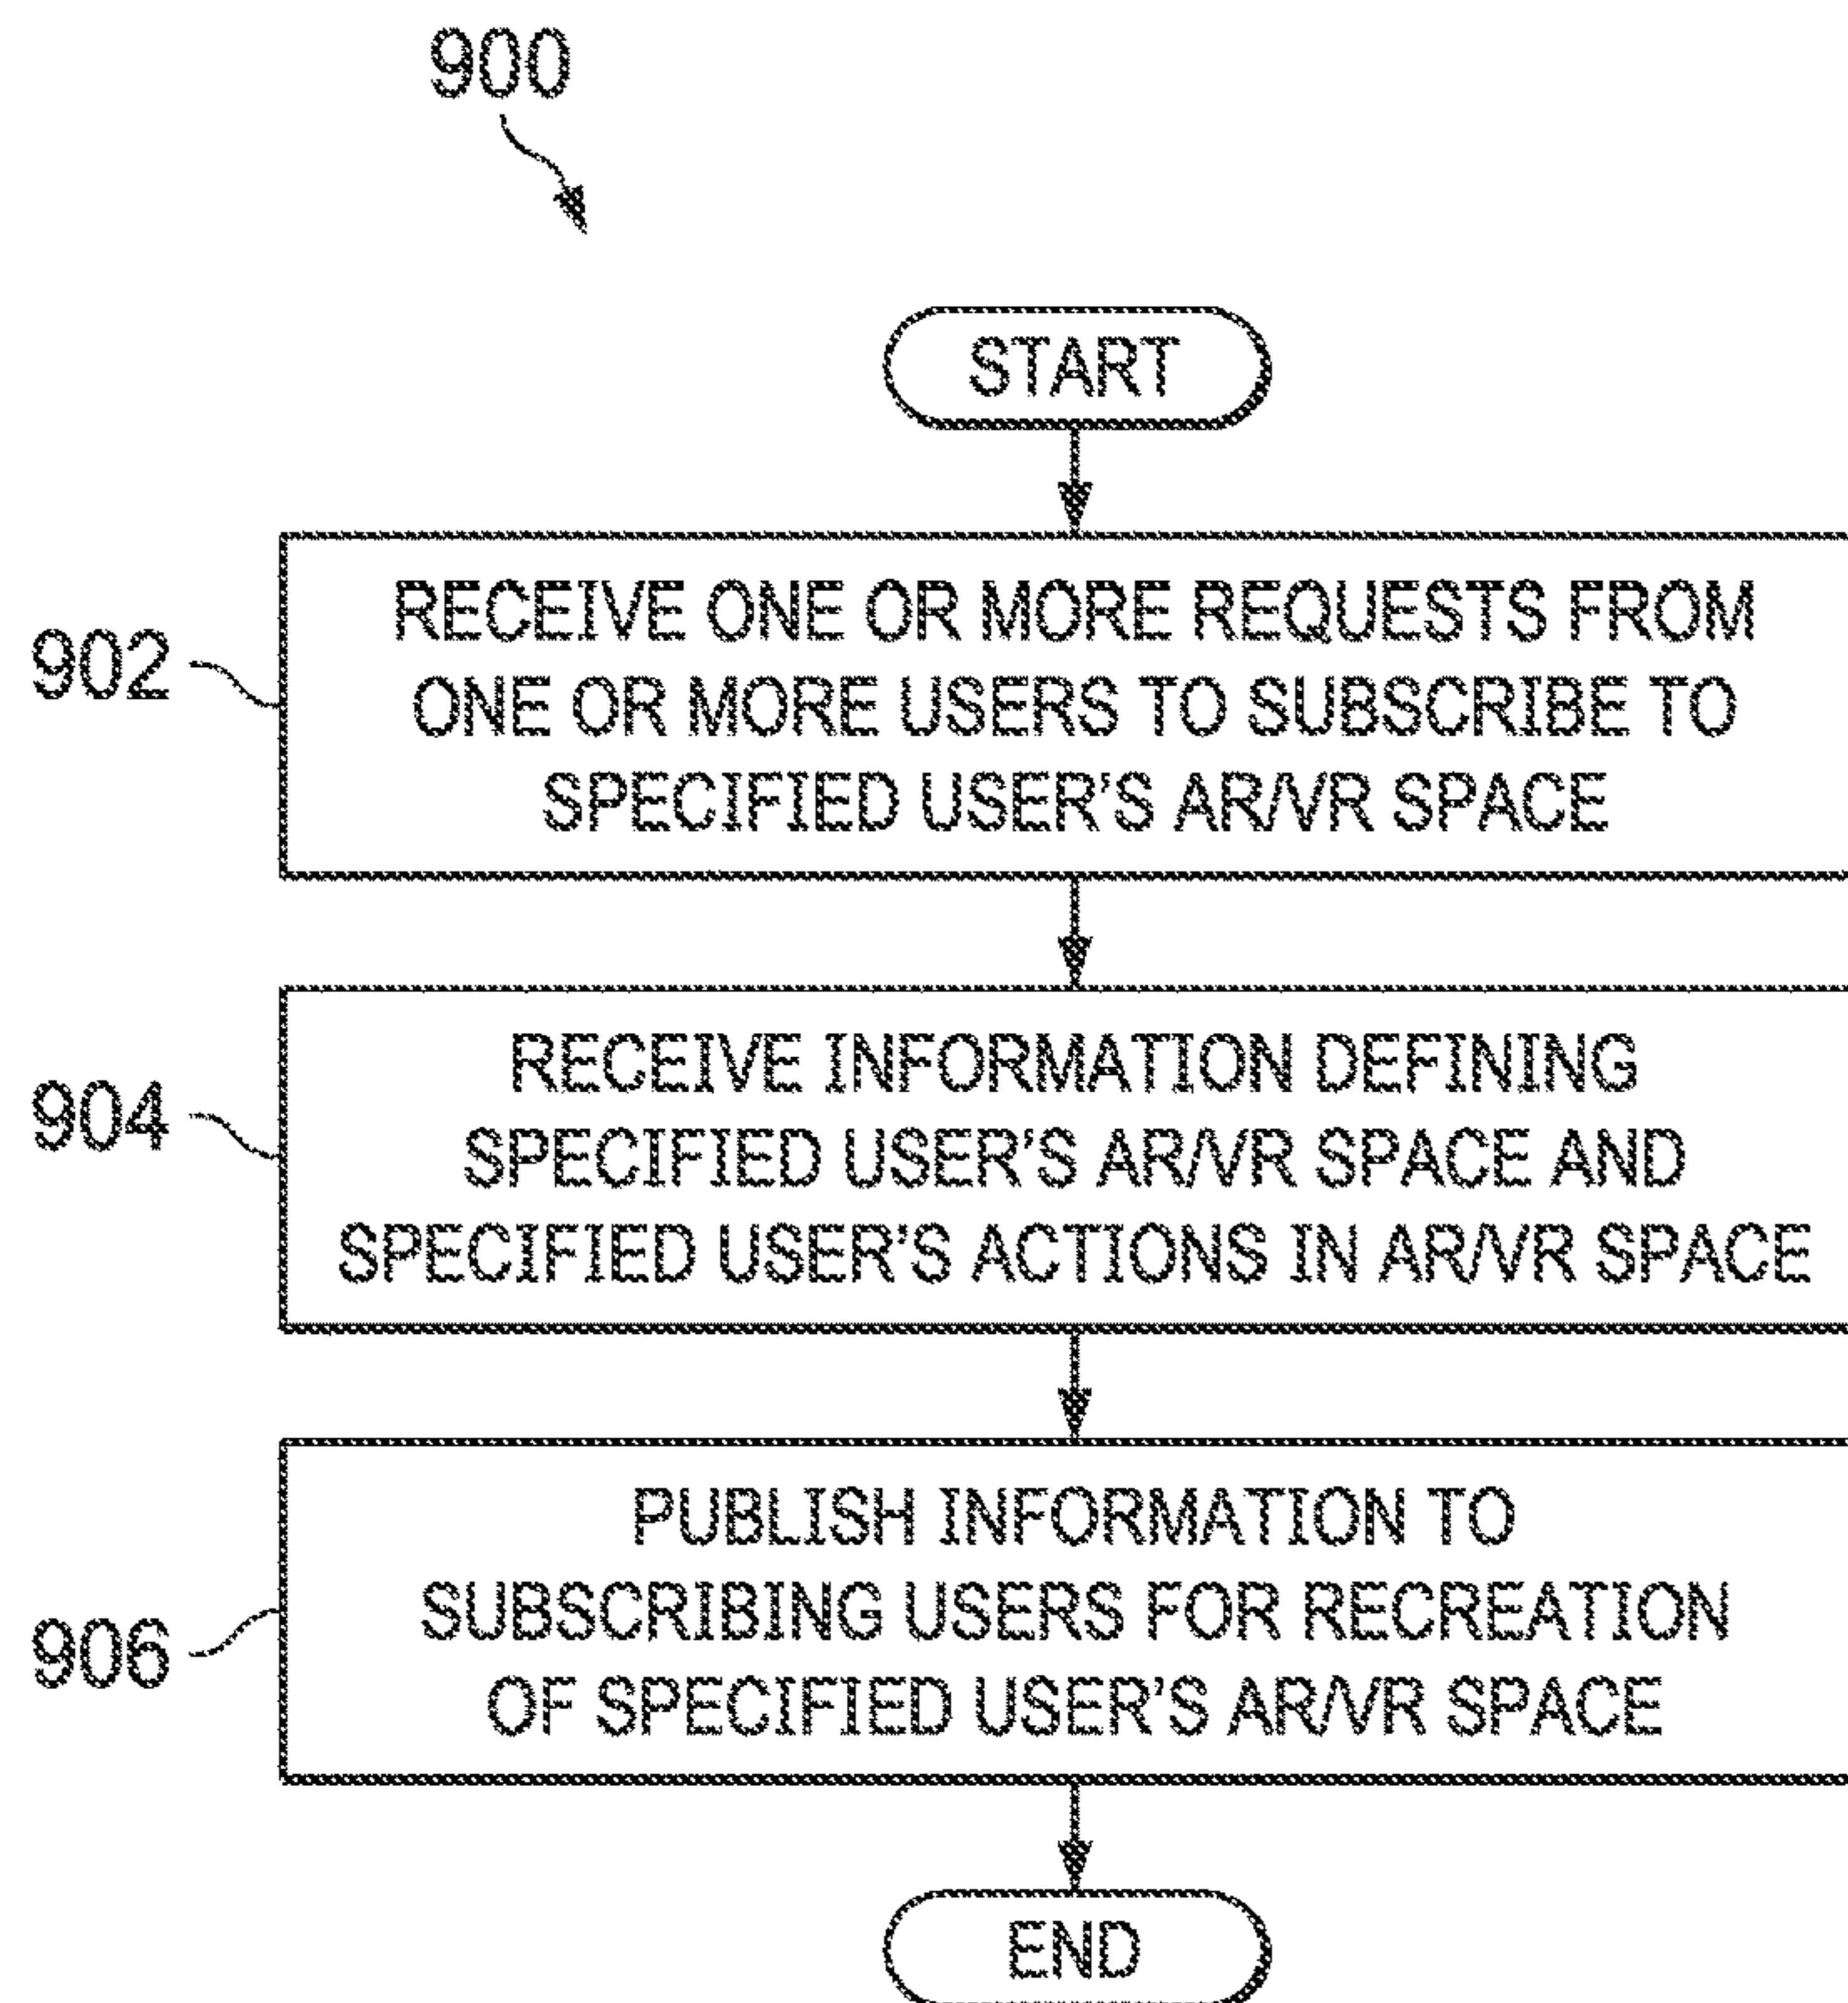 900
START
902
RECEIVE ONE OR MORE REQUESTS FROM
ONE OR MORE USERS TO SUBSCRIBE TO
SPECIFIED USER'S AR/VR SPACE
904
RECEIVE INFORMATION DEFINING
SPECIFIED USER'S AR/VR SPACE AND
SPECIFIED USER'S ACTIONS IN AR/VR SPACE
906
PUBLISH INFORMATION TO
SUBSCRIBING USERS FOR RECREATION
OF SPECIFIED USER'S AR/VR SPACE
END